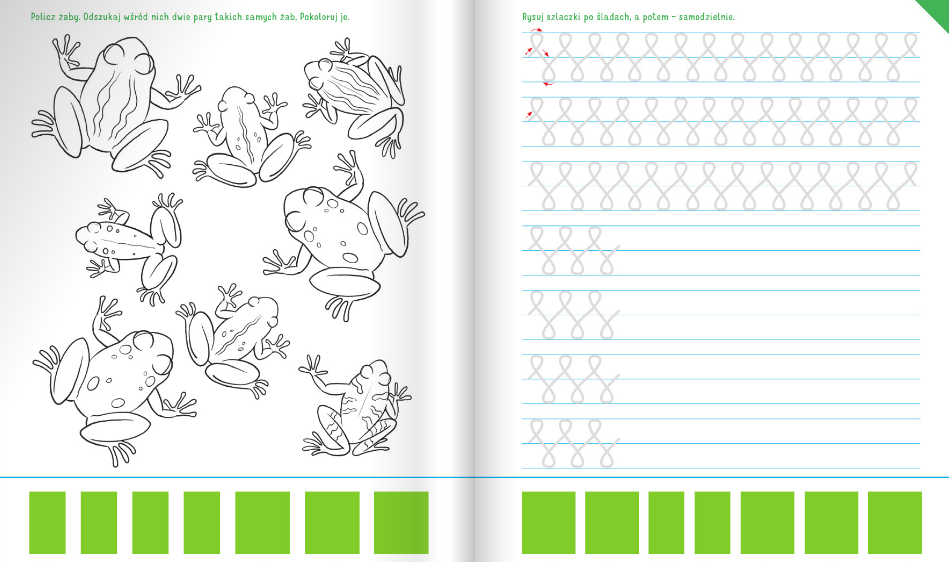 Policz żaby. Odszukaj wśród nich dwie pary takich samych żab. Pokoloruj je.
Rysuj szlaczki po śladach, a potem – samodzielnie.